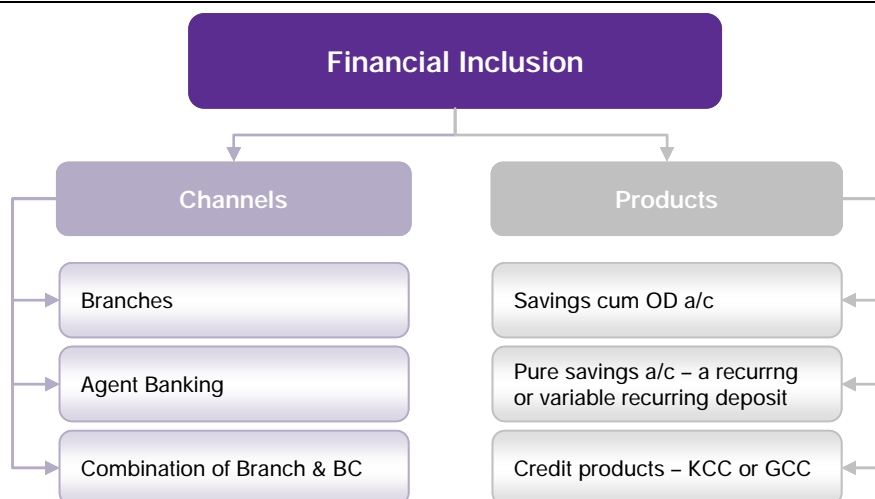 Financial Inclusion
Channels
Products
Branches
Savings cum OD a/c
Agent Banking
Pure savings a/c – a recurrng
or variable recurring deposit
Combination of Branch & BC
Credit products – KCC or GCC